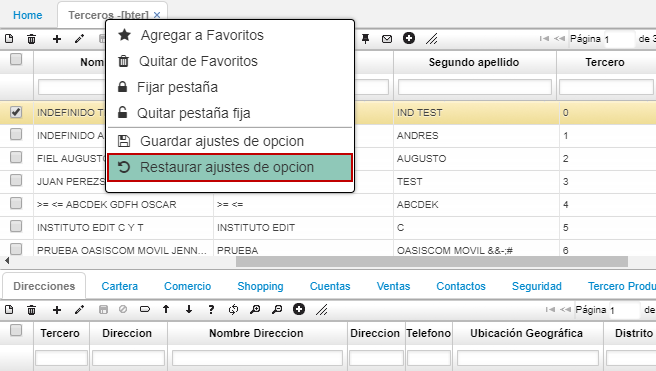 Home Terceros -[bter] ×
Agregar a Favoritos
Quitar de Favoritos
Fijar pestaña
Quitar pestaña fija
Guardar ajustes de opcion
Restaurar ajustes de opcion
Página 1 de 3
Segundo apellido Tercero
INDEFINIDO IND TEST 0
INDEFINIDO A ANDRES 1
FIEL AUGUSTO AUGUSTO 2
JUAN PEREZS TEST 3
>= <= ABCDEK GDFH OSCAR >= <= ABCDEK 4
INSTITUTO EDIT C Y T INSTITUTO EDIT C 5
PRUEBA OASISCOM MOVIL JENN... PRUEBA OASISCOM MOVIL &&-;# 6
Direcciones Cartera Comercio Shopping Cuentas Ventas Contactos Seguridad Tercero Produ
Página 1 de
Tercero Direccion Nombre Direccion Direccion Telefono Ubicación Geográfica Distrito